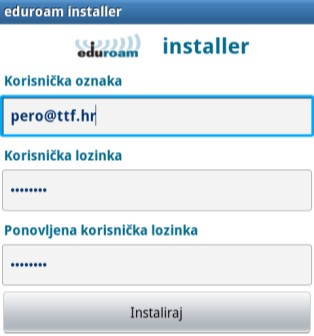 eduroam installer
eduroam installer
Korisnička oznaka
pero@ttf.hr
Korisnička lozinka
••••••••
Ponovljena korisnička lozinka
••••••••
Instaliraj